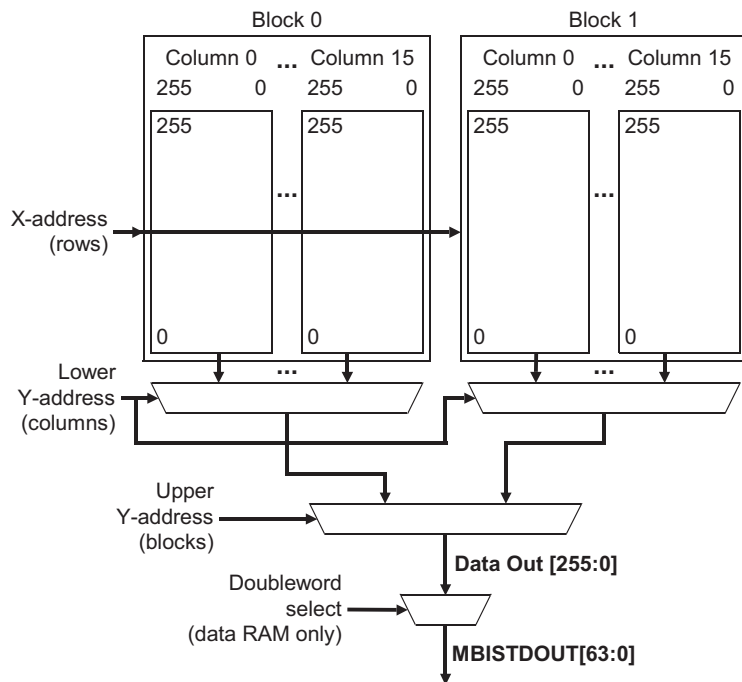 Block 0 Block 1
Column 0 ... Column 15 Column 0 ... Column 15
255 0 255 0 255 0 255 0
255 255 255 255
... ...
X-address
(rows)
0 0 0 0
... ...
Lower
Y-address
(columns)
Upper
Y-address
(blocks)
Data Out [255:0]
Doubleword
select
(data RAM only)
MBISTDOUT[63:0]